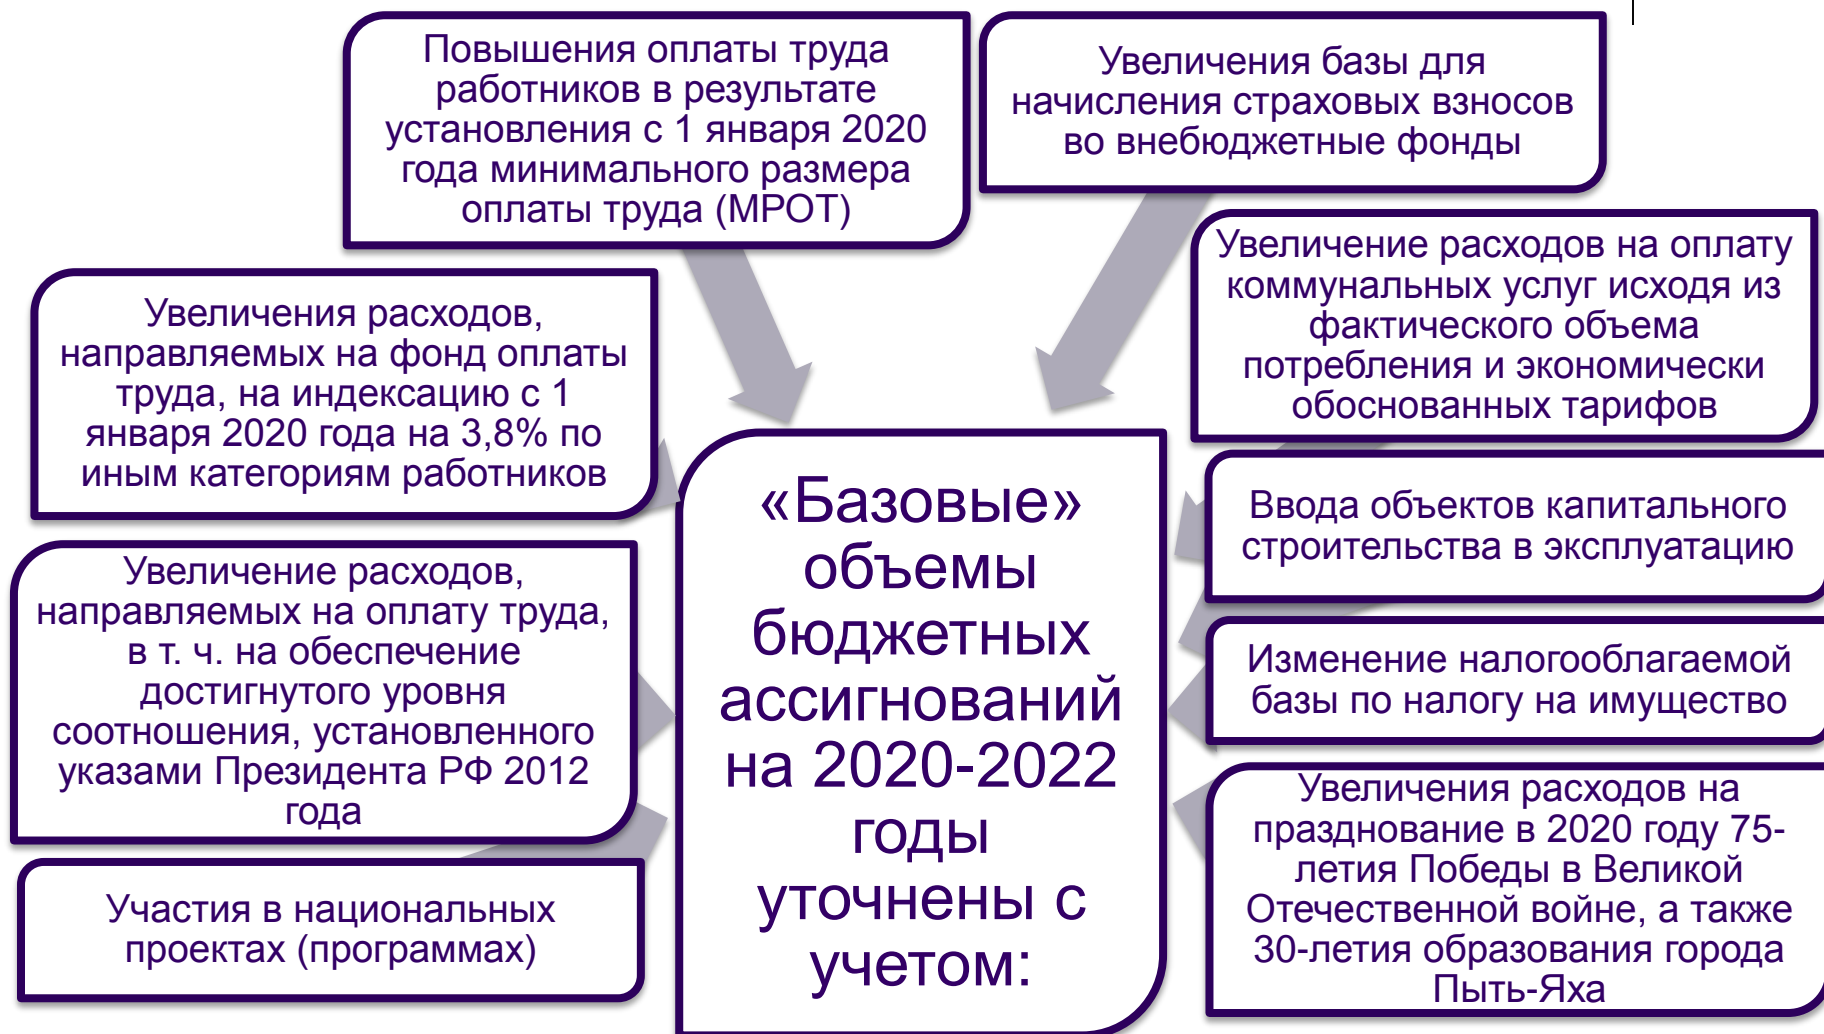 Повышения оплаты труда
работников в результате
установления с 1 января 2020
года минимального размера
оплаты труда (МРОТ)
Увеличения базы для
начисления страховых взносов
во внебюджетные фонды
Увеличения расходов,
направляемых на фонд оплаты
труда, на индексацию с 1
января 2020 года на 3,8% по
иным категориям работников
Увеличение расходов на оплату
коммунальных услуг исходя из
фактического объема
потребления и экономически
обоснованных тарифов
Увеличение расходов,
направляемых на оплату труда,
в т. ч. на обеспечение
достигнутого уровня
соотношения, установленного
указами Президента РФ 2012
года
«Базовые»
объемы
бюджетных
ассигнований
на 2020-2022
годы
уточнены с
учетом:
Ввода объектов капитального
строительства в эксплуатацию
Изменение налогооблагаемой
базы по налогу на имущество
Участия в национальных
проектах (программах)
Увеличения расходов на
празднование в 2020 году 75-
летия Победы в Великой
Отечественной войне, а также
30-летия образования города
Пыть-Яха